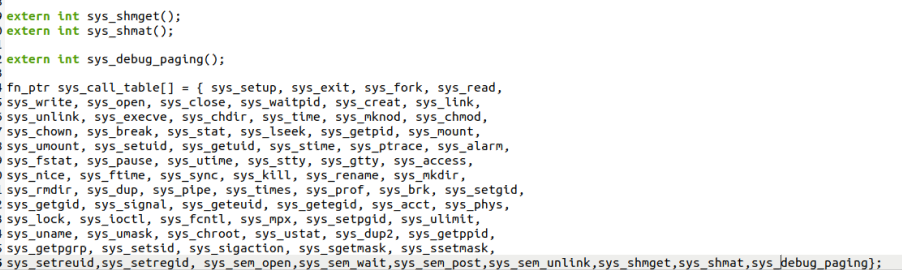 extern int sys_shmget();
extern int sys_shmat();
extern int sys_debug_paging();
fn_ptr sys_call_table[] = { sys_setup, sys_exit, sys_fork, sys_read,
sys_write, sys_open, sys_close, sys_waitpid, sys_creat, sys_link,
sys_unlink, sys_execve, sys_chdir, sys_time, sys_mknod, sys_chmod,
sys_chown, sys_break, sys_stat, sys_lseek, sys_getpid, sys_mount,
sys_umount, sys_setuid, sys_getuid, sys_stime, sys_ptrace, sys_alarm,
sys_fstat, sys_pause, sys_utime, sys_stty, sys_gtty, sys_access,
sys_nice, sys_ftime, sys_sync, sys_kill, sys_rename, sys_mkdir,
sys_rmdir, sys_dup, sys_pipe, sys_times, sys_prof, sys_brk, sys_setgid,
sys_getgid, sys_signal, sys_geteuid, sys_getegid, sys_acct, sys_phys,
sys_lock, sys_ioctl, sys_fcntl, sys_mpx, sys_setpgid, sys_ulimit,
sys_uname, sys_umask, sys_chroot, sys_ustat, sys_dup2, sys_getppid,
sys_getpgrp, sys_setsid, sys_sigaction, sys_sgetmask, sys_ssetmask,
sys_setreuid,sys_setregid, sys_sem_open,sys_sem_wait,sys_sem_post,sys_sem_unlink,sys_shmget,sys_shmat,sys_debug_paging};